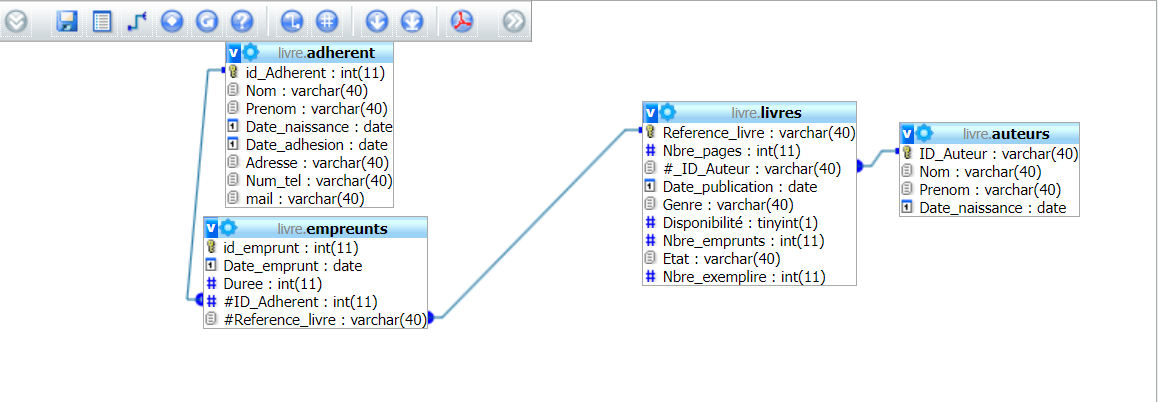 livre.adherent
id_Adherent : int(11)
Nom : varchar(40)
Prenom : varchar(40)
Date_naissance : date
Date_adhesion : date
Adresse : varchar(40)
Num_tel : varchar(40)
mail : varchar(40)
livre.empreunts
id_emprunt : int(11)
Date_emprunt : date
Duree : int(11)
#ID_Adherent : int(11)
#Reference_livre : varchar(40)
livre.livres
Reference_livre : varchar(40)
Nbre_pages : int(11)
#_ID_Auteur : varchar(40)
Date_publication : date
Genre : varchar(40)
Disponibilité : tinyint(1)
Nbre_emprunts : int(11)
Etat : varchar(40)
Nbre_exemplire : int(11)
livre.auteurs
ID_Auteur : varchar(40)
Nom : varchar(40)
Prenom : varchar(40)
Date_naissance : date